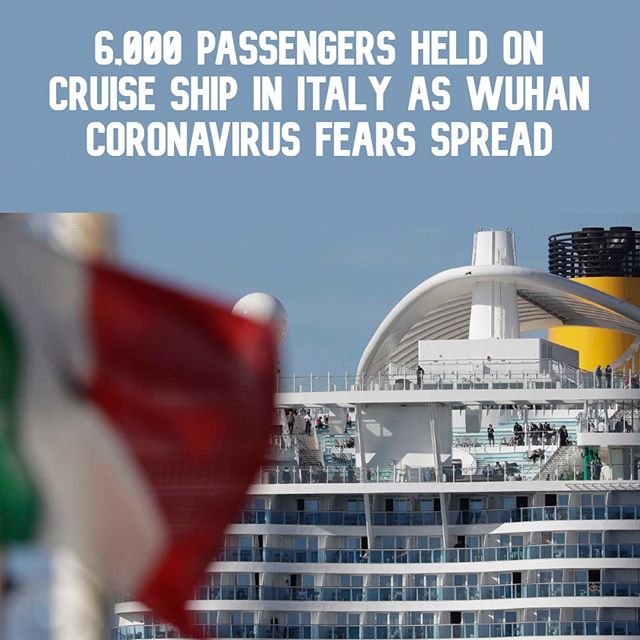 6,000 PASSENGERS HELD ON
CRUISE SHIP IN ITALY AS WUHAN
CORONAVIRUS FEARS SPREAD